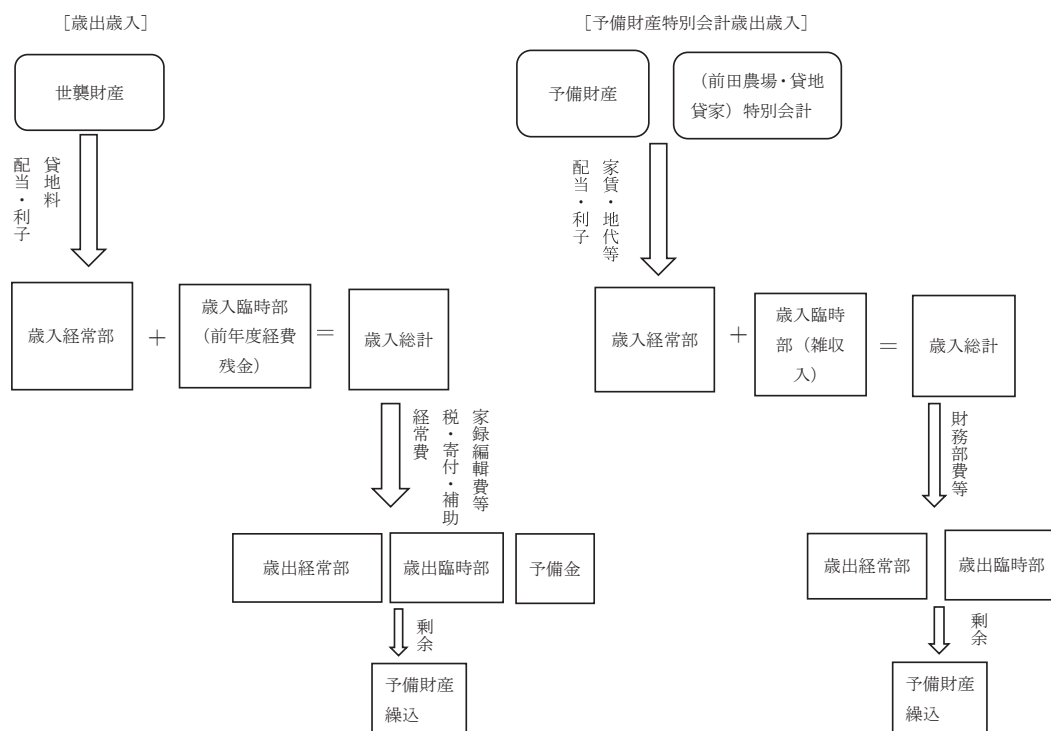 ［歳出歳入］
世襲財産
貸地料
配当・利子
歳入経常部
＋
歳入臨時部
（前年度経費
残金）
＝
歳入総計
家録編輯費等
税・寄付・補助
経常費
歳出経常部
歳出臨時部
予備金
剰余
予備財産
繰込
［予備財産特別会計歳出歳入］
予備財産
（前田農場・貸地
貸家）特別会計
家賃・地代等
配当・利子
歳入経常部
＋
歳入臨時
部（雑収
入）
＝
歳入総計
財務部費等
歳出経常部
歳出臨時部
剰余
予備財産
繰込